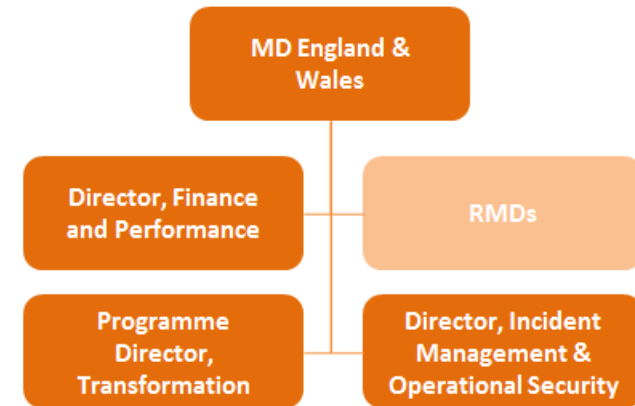 MD England &
Wales
Director, Finance
and Performance
RMDs
Programme
Director,
Transformation
Director, Incident
Management &
Operational Security